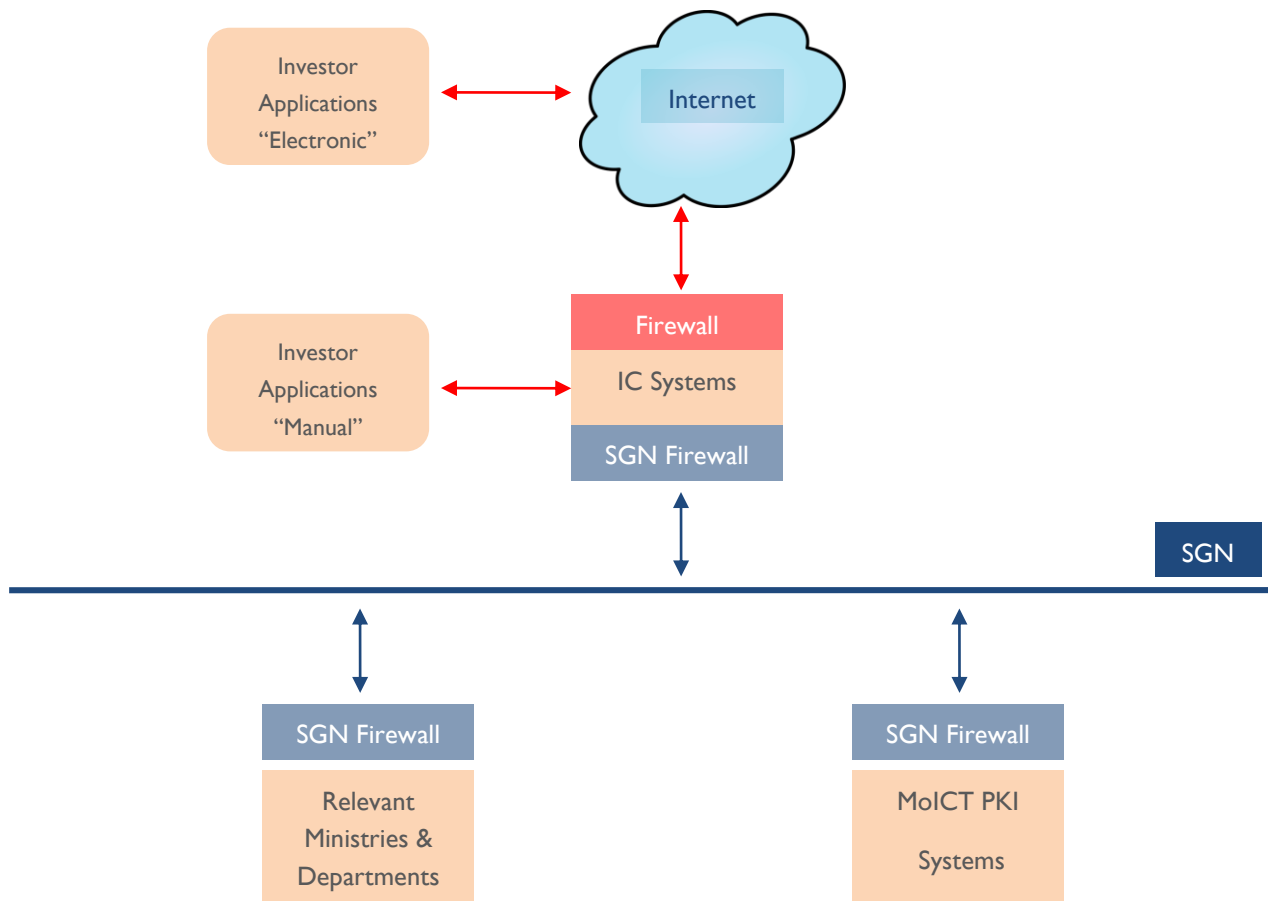 Investor
Applications
“Electronic”
Internet
Investor
Applications
“Manual”
Firewall
IC Systems
SGN Firewall
SGN
SGN Firewall
Relevant
Ministries &
Departments
SGN Firewall
MoICT PKI
Systems